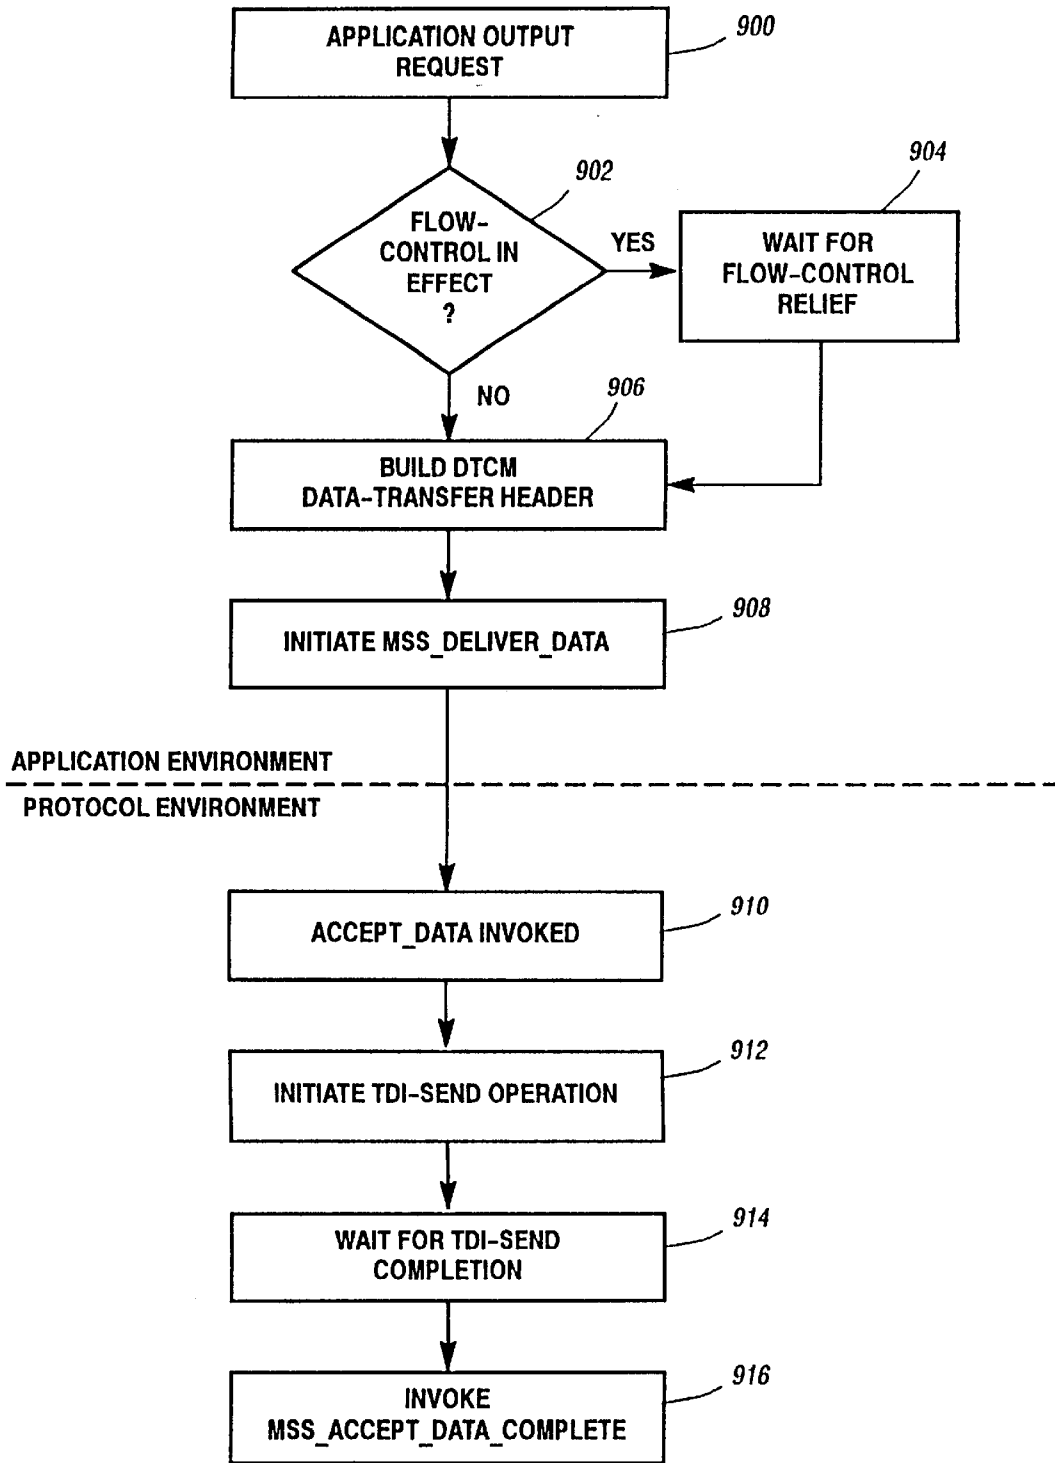 APPLICATION OUTPUT
REQUEST
900
FLOW-
CONTROL IN
EFFECT
?
902
YES
WAIT FOR
FLOW-CONTROL
RELIEF
904
NO
906
BUILD DTCM
DATA-TRANSFER HEADER
INITIATE MSS_DELIVER_DATA
908
APPLICATION ENVIRONMENT
PROTOCOL ENVIRONMENT
ACCEPT_DATA INVOKED
910
INITIATE TDI-SEND OPERATION
912
WAIT FOR TDI-SEND
COMPLETION
914
INVOKE
MSS_ACCEPT_DATA_COMPLETE
916